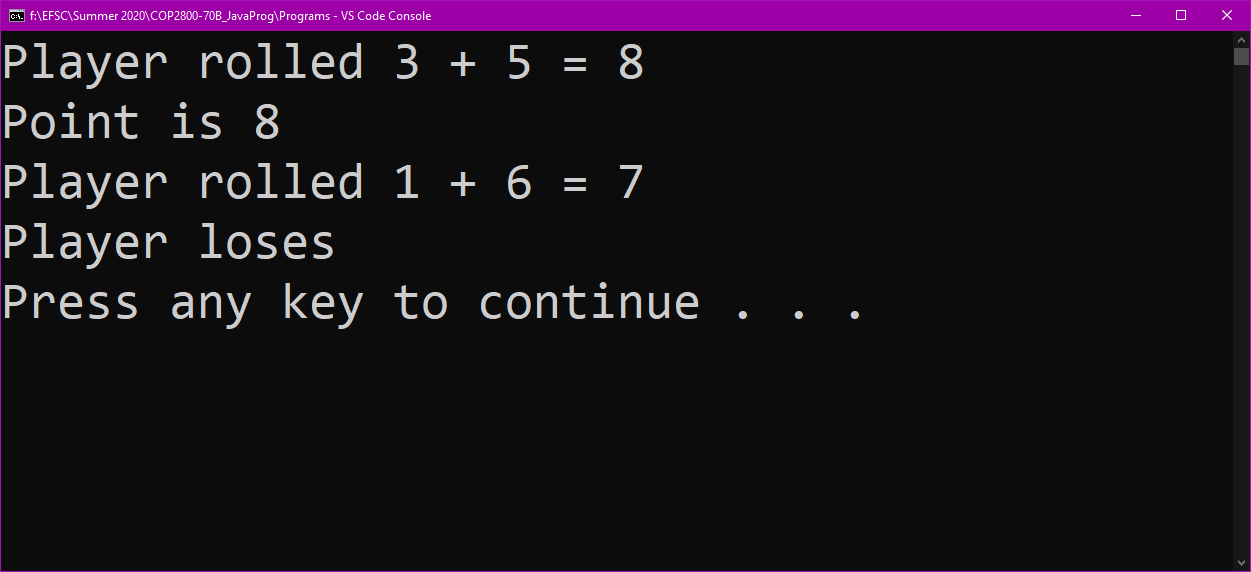 f:\EFSC\Summer 2020\COP2800-70B_JavaProg\Programs - VS Code Console
Player rolled 3 + 5 = 8
Point is 8
Player rolled 1 + 6 = 7
Player loses
Press any key to continue . . .